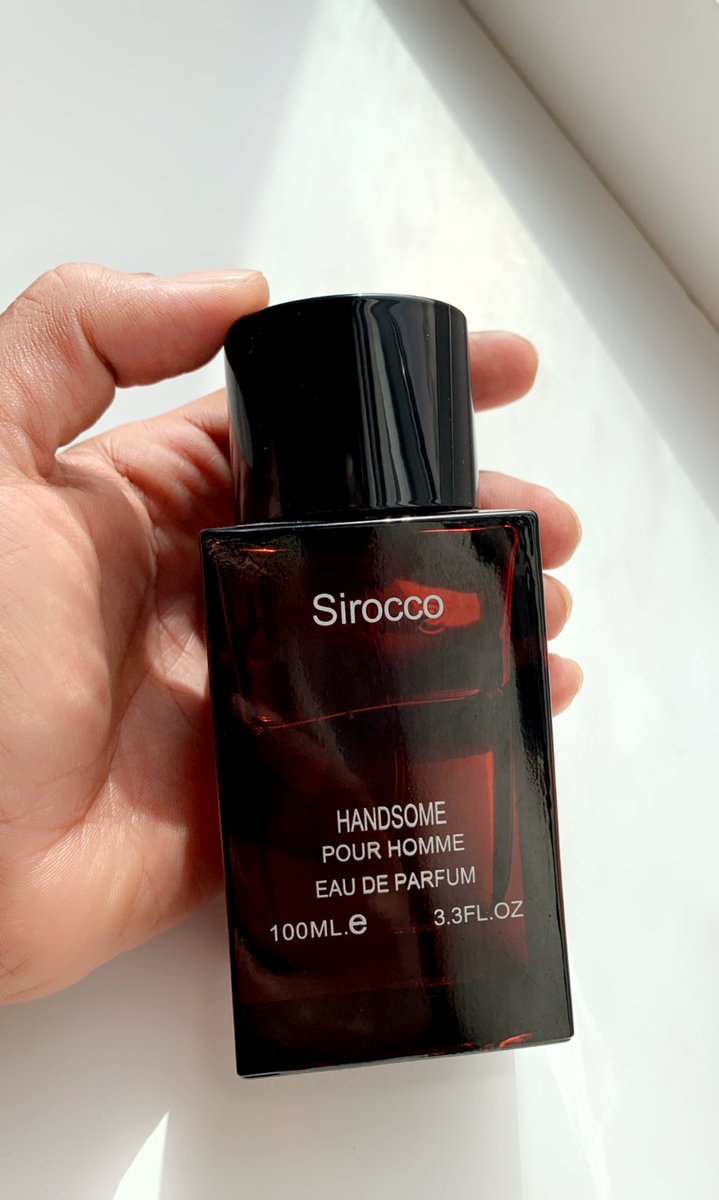 Sirocco
HANDSOME
POUR HOMME
EAU DE PARFUM
100ML.e 3.3FL.OZ